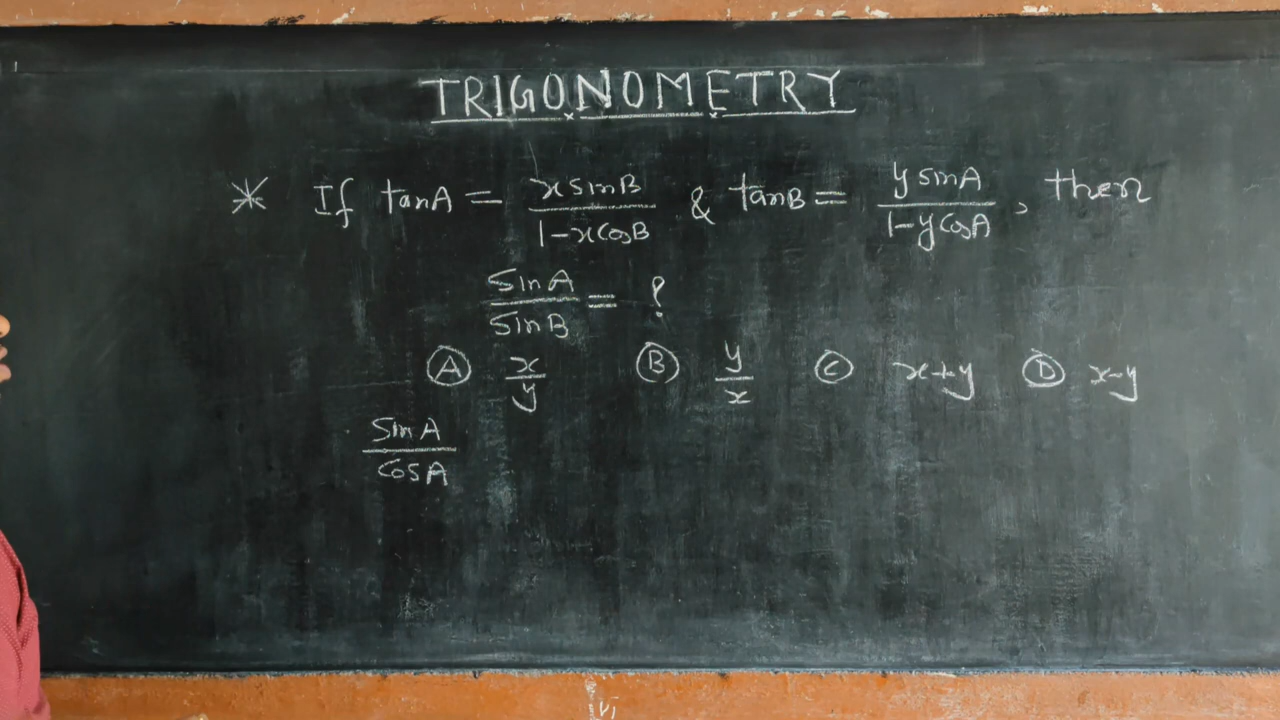 TRIGONOMETRY
* If tanA = x sinB / 1-x cosB & tanB = y sinA / 1-y cosA, then
sinA / sinB = ?
(A) x/y (B) y/x (C) x+y (D) x-y
sinA / cosA